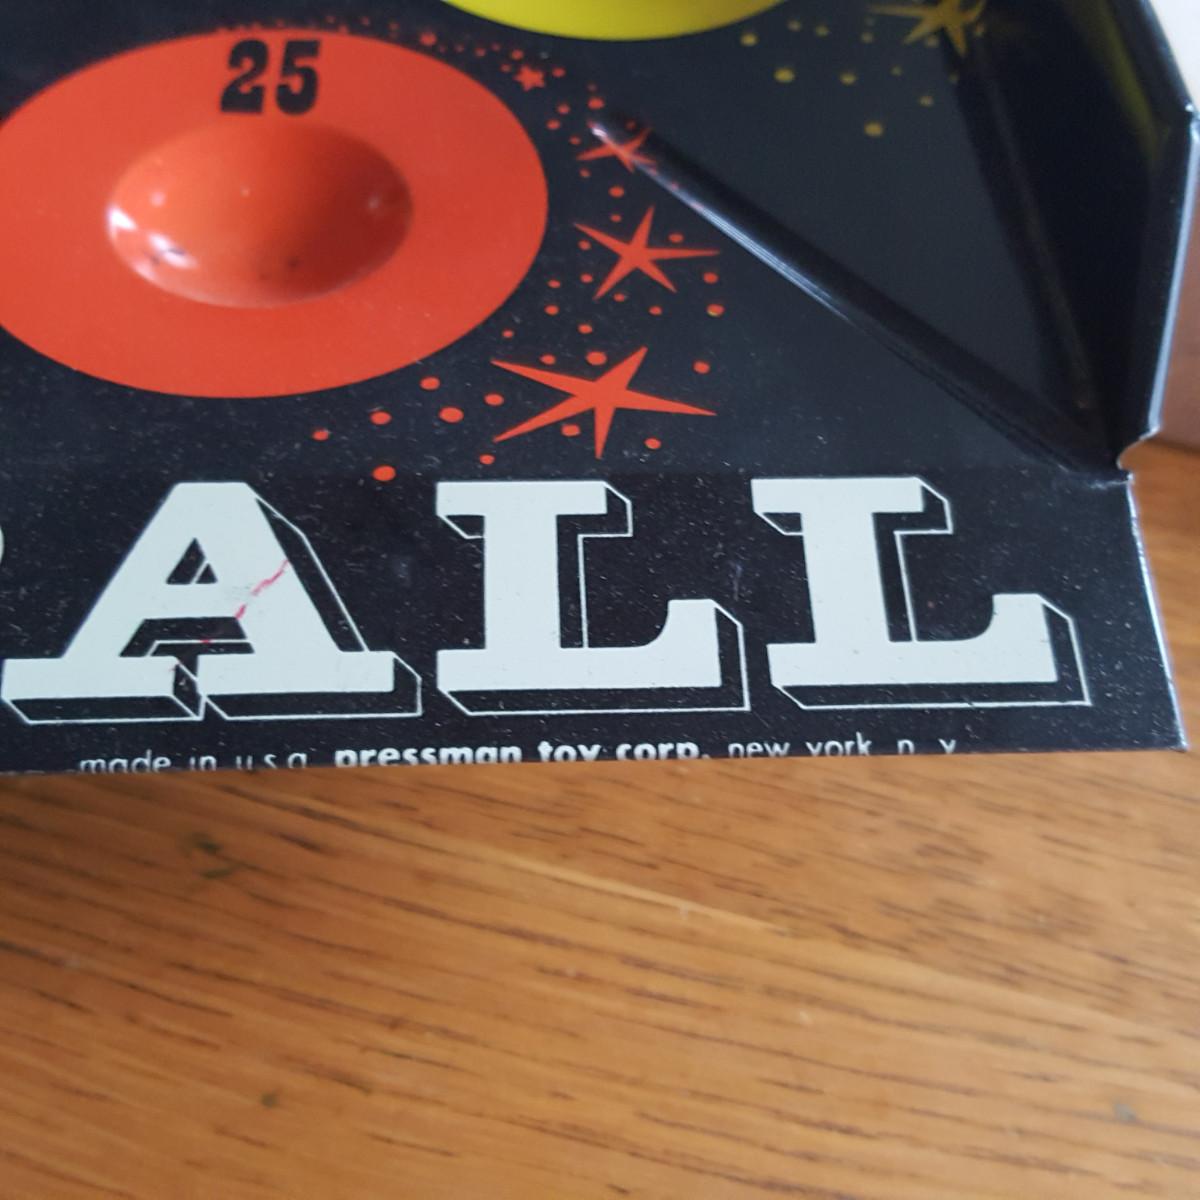 25
ALL
made in u.s.a. pressman toy corp. new york n y